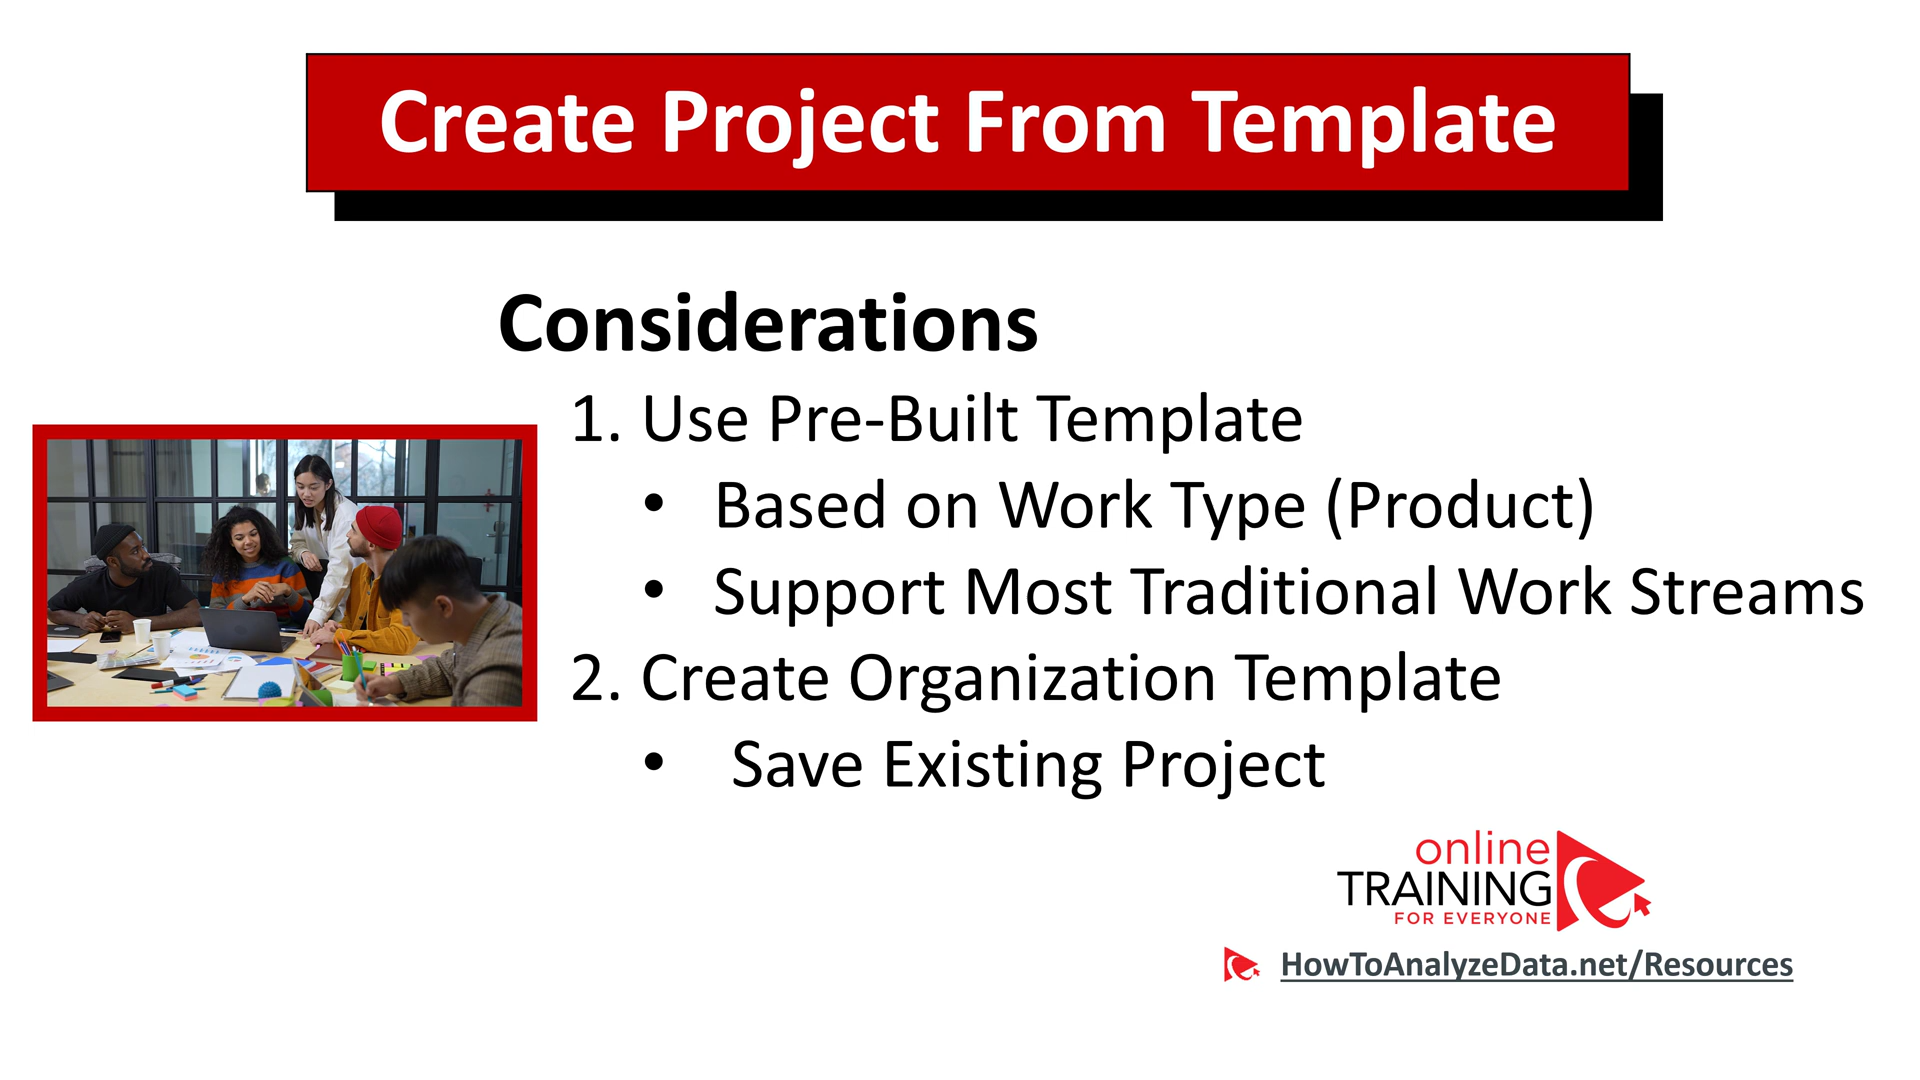 Create Project From Template
Considerations
1. Use Pre-Built Template
• Based on Work Type (Product)
• Support Most Traditional Work Streams
2. Create Organization Template
• Save Existing Project
online
TRAINING
FOR EVERYONE
HowToAnalyzeData.net/Resources